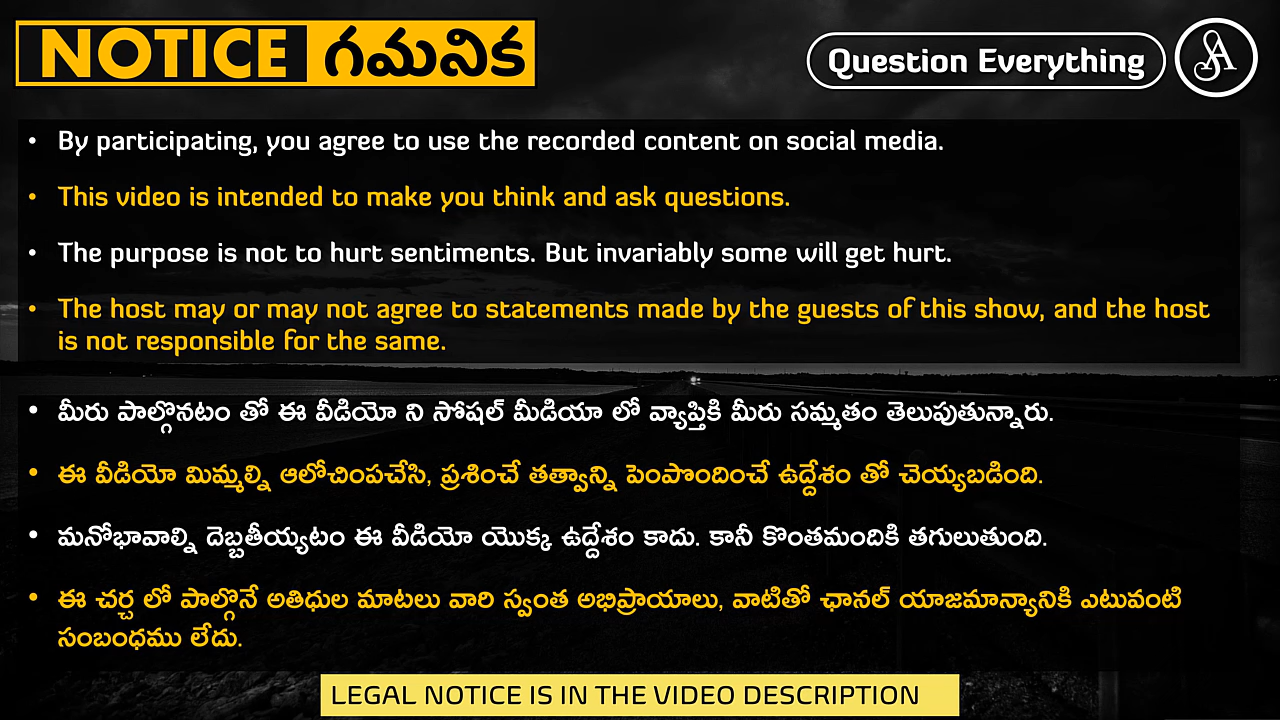 NOTICE గమనిక
Question Everything
• By participating, you agree to use the recorded content on social media.
• This video is intended to make you think and ask questions.
• The purpose is not to hurt sentiments. But invariably some will get hurt.
• The host may or may not agree to statements made by the guests of this show, and the host
is not responsible for the same.
• మీరు పాల్గొనటం తో ఈ వీడియో ని సోషల్ మీడియా లో వ్యాప్తికి మీరు సమ్మతం తెలుపుతున్నారు.
• ఈ వీడియో మిమ్మల్ని ఆలోచింపచేసి, ప్రశించే తత్వాన్ని పెంపొందించే ఉద్దేశం తో చెయ్యబడింది.
• మనోభావాల్ని దెబ్బతీయ్యటం ఈ వీడియో యొక్క ఉద్దేశం కాదు. కానీ కొంతమందికి తగులుతుంది.
• ఈ చర్చ లో పాల్గొనే అతిధుల మాటలు వారి స్వంత అభిప్రాయాలు, వాటితో ఛానల్ యాజమాన్యానికి ఎటువంటి
సంబంధము లేదు.
LEGAL NOTICE IS IN THE VIDEO DESCRIPTION